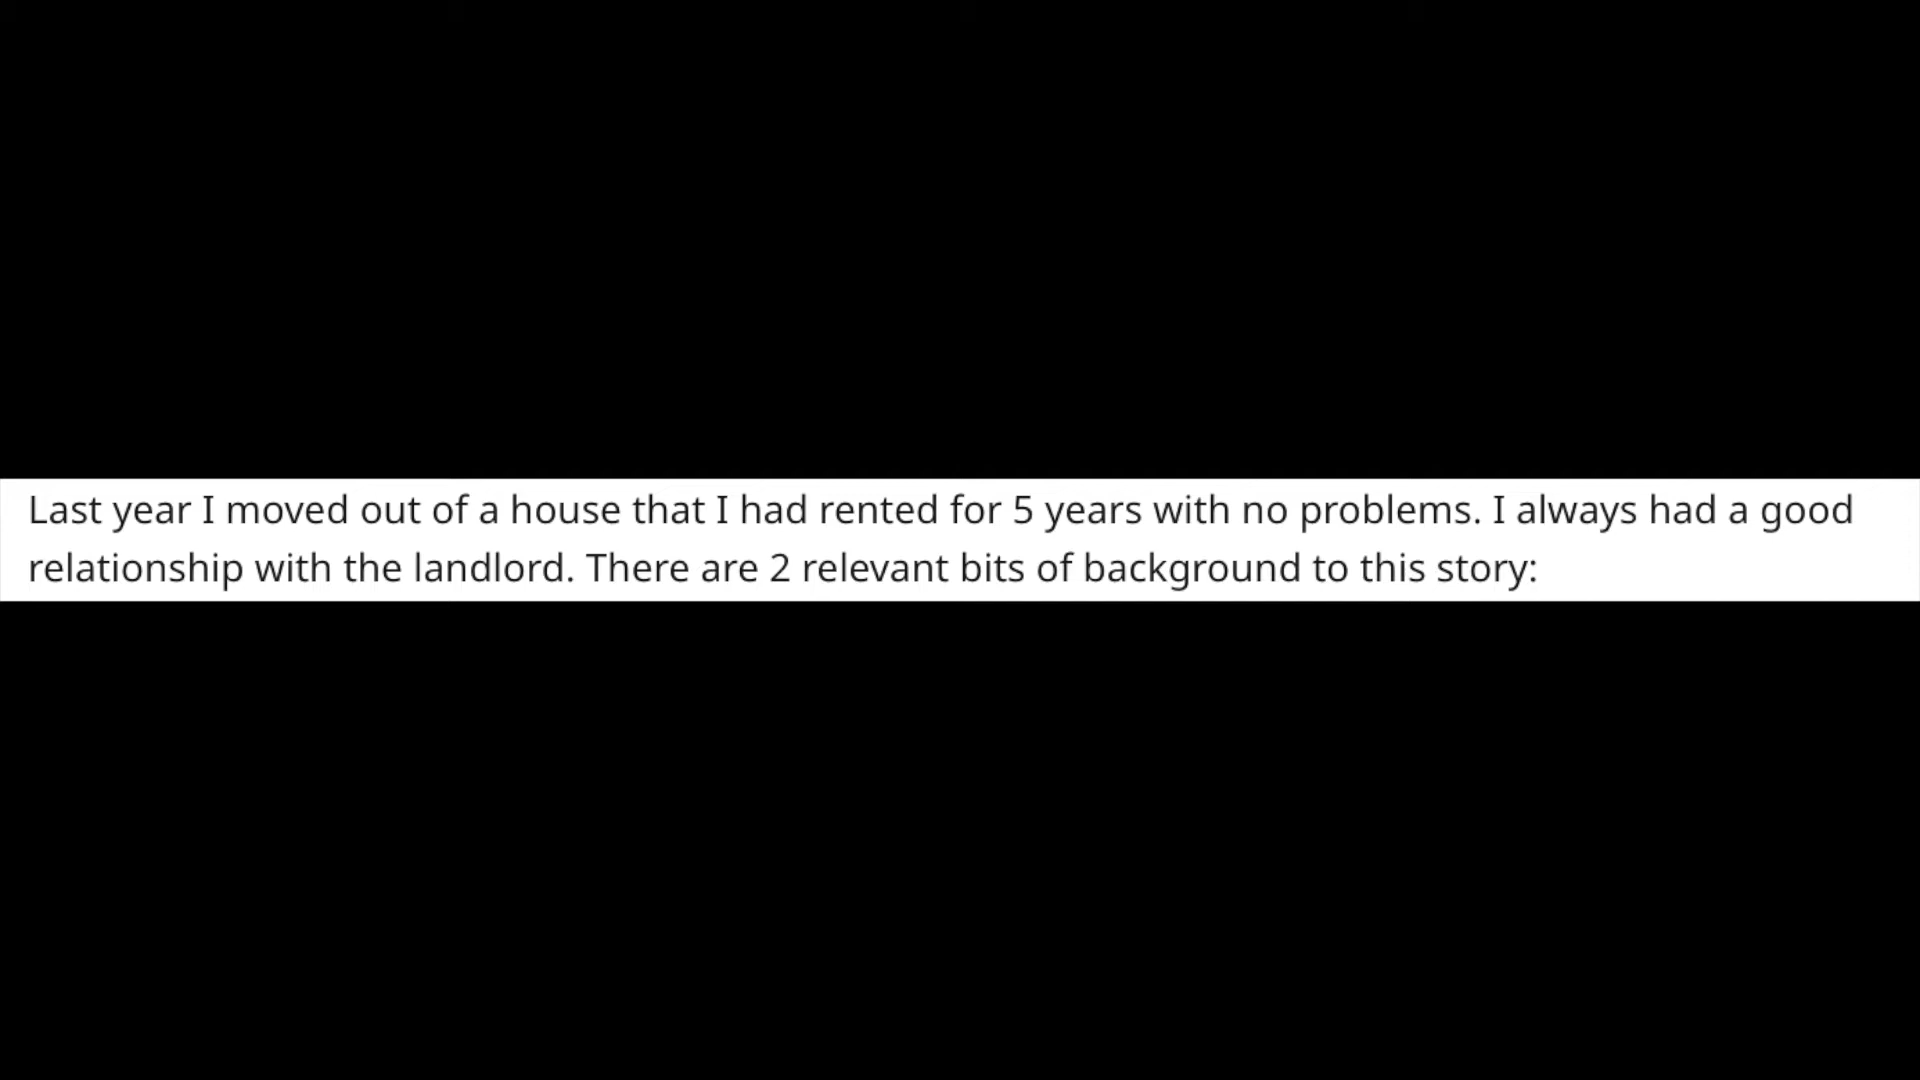 Last year I moved out of a house that I had rented for 5 years with no problems. I always had a good
relationship with the landlord. There are 2 relevant bits of background to this story: